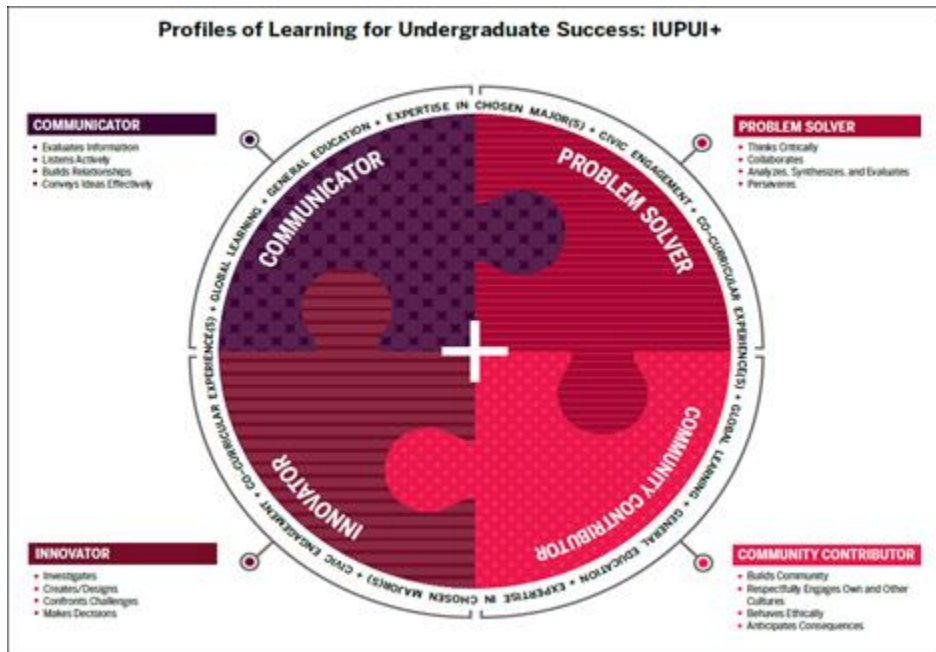 Profiles of Learning for Undergraduate Success: IUPUI+
COMMUNICATOR
Evaluates Information
Listens Actively
Builds Relationships
Conveys Ideas Effectively
PROBLEM SOLVER
Thinks Critically
Collaborates
Analyzes, Synthesizes, and Evaluates
Perseveres
GLOBAL LEARNING + GENERAL EDUCATION + EXPERTISE IN CHOSEN MAJOR(S) + CIVIC ENGAGEMENT + CO-CURRICULAR EXPERIENCE(S) + GLOBAL LEARNING + GENERAL EDUCATION + EXPERTISE IN CHOSEN MAJOR(S) + CIVIC ENGAGEMENT + CO-CURRICULAR EXPERIENCE(S) +
COMMUNICATOR
PROBLEM SOLVER
INNOVATOR
COMMUNITY CONTRIBUTOR
INNOVATOR
Investigates
Creates/Designs
Confronts Challenges
Makes Decisions
COMMUNITY CONTRIBUTOR
Builds Community
Respectfully Engages Own and Other
Cultures
Behaves Ethically
Anticipates Consequences